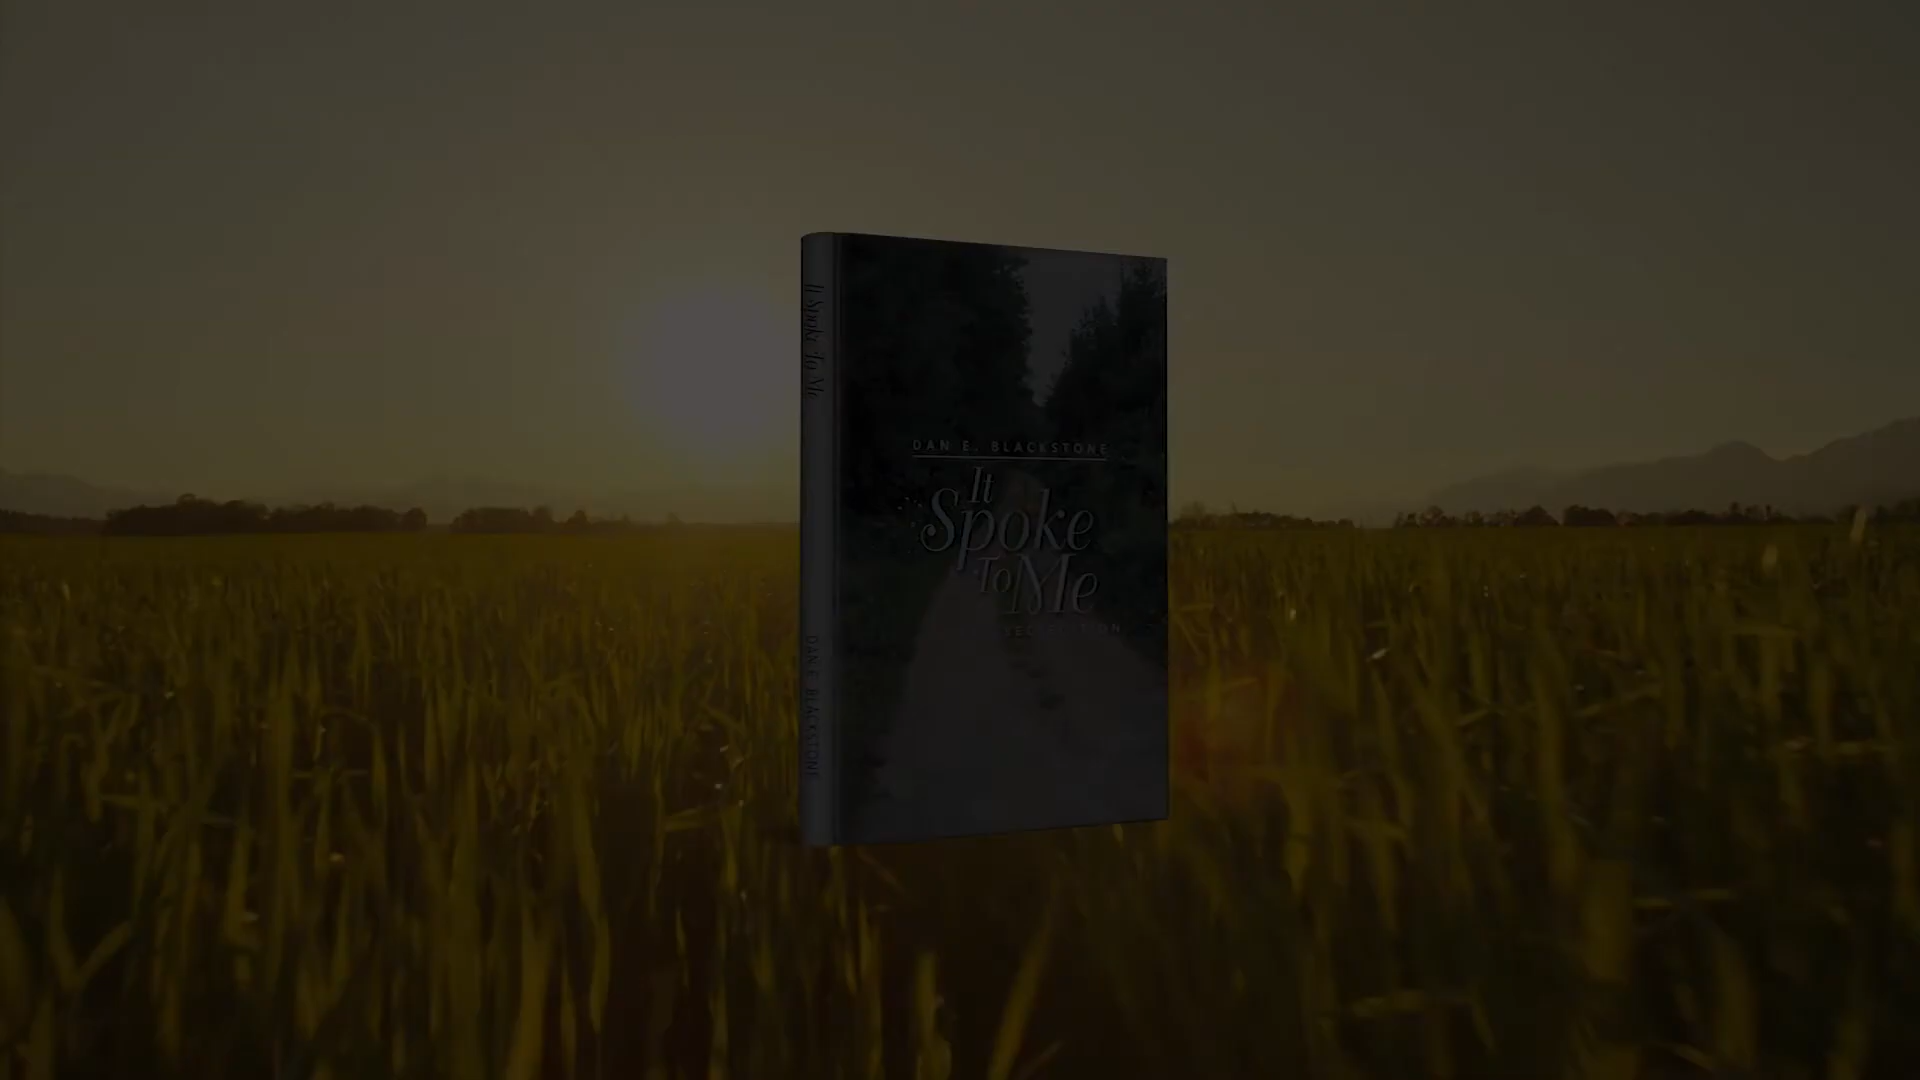 It Spoke To Me
DAN E. BLACKSTONE
DAN E. BLACKSTONE
It
Spoke
To Me